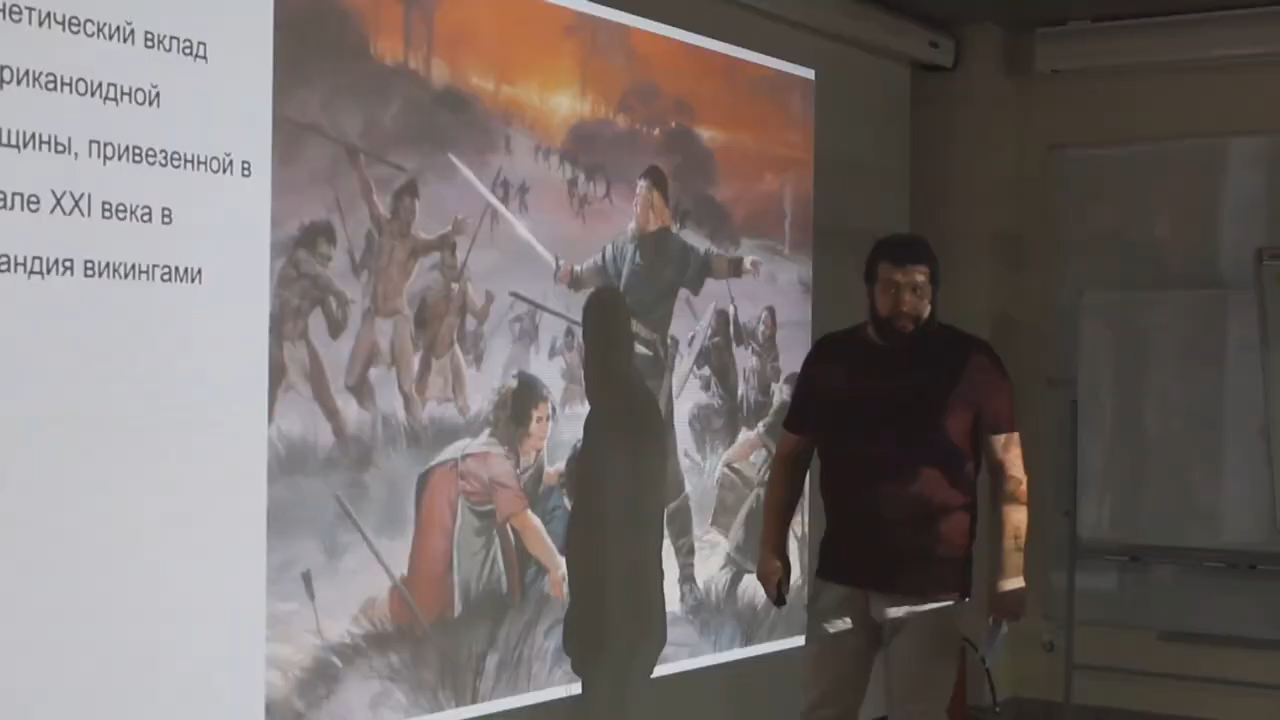 нетический вклад
риканоидной
щины, привезенной в
але XXI века в
андия викингами